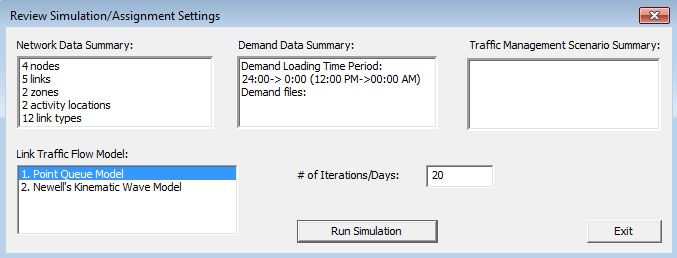 Review Simulation/Assignment Settings
Network Data Summary:
4 nodes
5 links
2 zones
2 activity locations
12 link types
Demand Data Summary:
Demand Loading Time Period:
24:00-> 0:00 (12:00 PM->00:00 AM)
Demand files:
Traffic Management Scenario Summary:
Link Traffic Flow Model:
1. Point Queue Model
2. Newell's Kinematic Wave Model
# of Iterations/Days:
20
Run Simulation
Exit